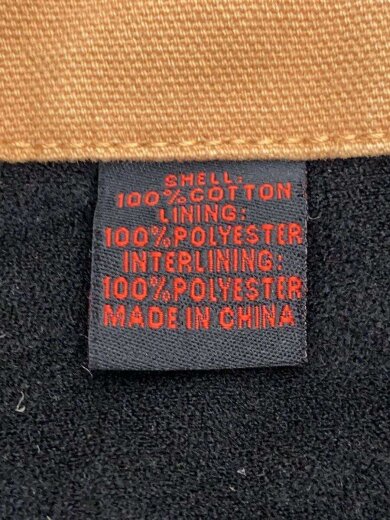 SHELL:
100%COTTON
LINING:
100%POLYESTER
INTERLINING:
100%POLYESTER
MADE IN CHINA